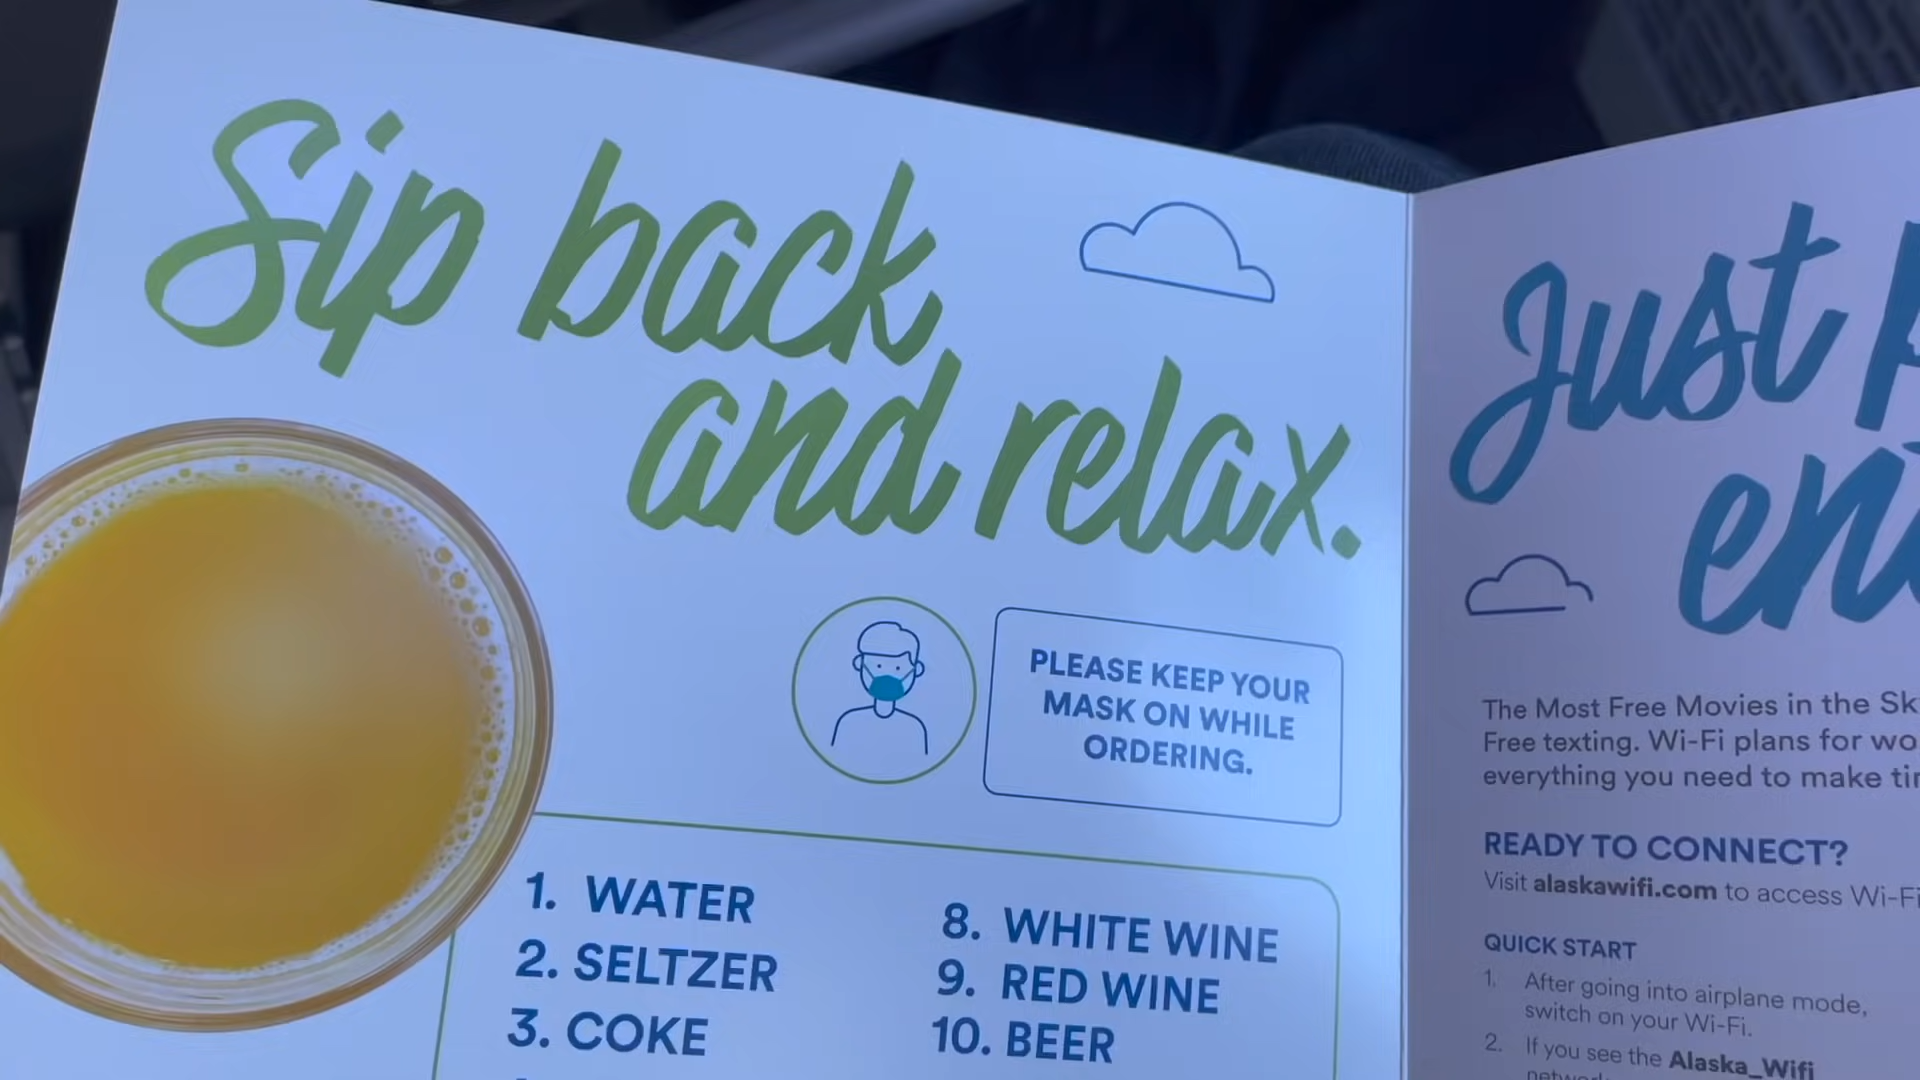 Sip back
and relax.
PLEASE KEEP YOUR
MASK ON WHILE
ORDERING.
1. WATER
2. SELTZER
3. COKE
8. WHITE WINE
9. RED WINE
10. BEER
Just
The Most Free Movies in the
Free texting. Wi-Fi plans for
everything you need to make
READY TO CONNECT?
Visit alaskawifi.com to access Wi-Fi
QUICK START
1. After going into airplane mode,
switch on your Wi-Fi.
2. If you see the Alaska_Wifi